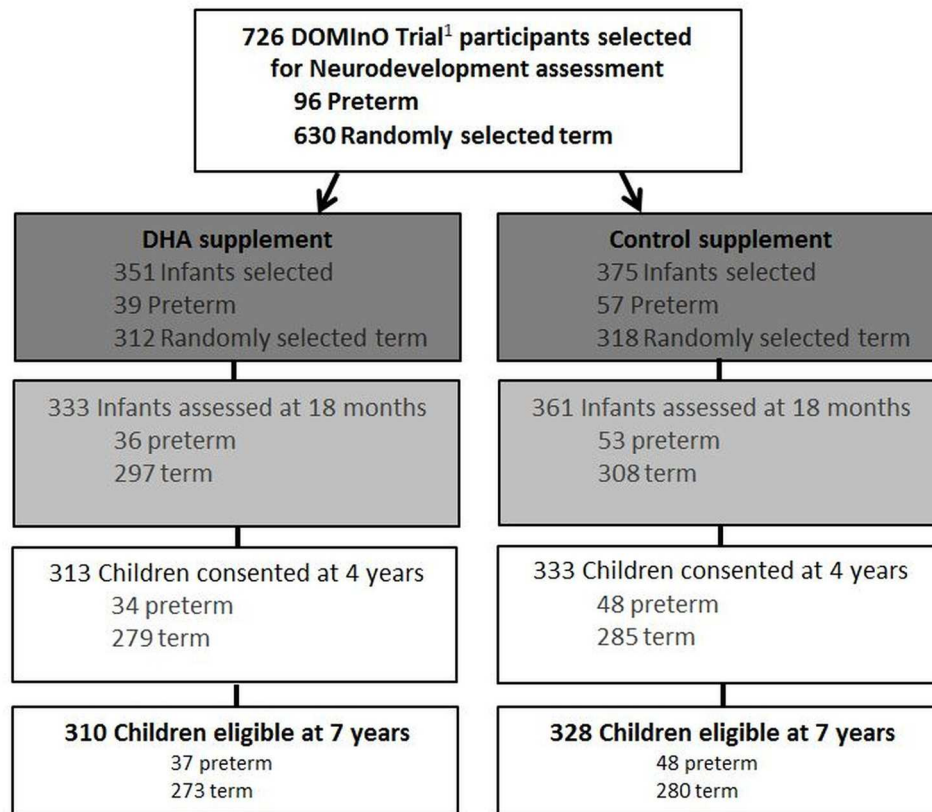 726 DOMInO Trial¹ participants selected
for Neurodevelopment assessment
96 Preterm
630 Randomly selected term
DHA supplement
351 Infants selected
39 Preterm
312 Randomly selected term
Control supplement
375 Infants selected
57 Preterm
318 Randomly selected term
333 Infants assessed at 18 months
36 preterm
297 term
361 Infants assessed at 18 months
53 preterm
308 term
313 Children consented at 4 years
34 preterm
279 term
333 Children consented at 4 years
48 preterm
285 term
310 Children eligible at 7 years
37 preterm
273 term
328 Children eligible at 7 years
48 preterm
280 term